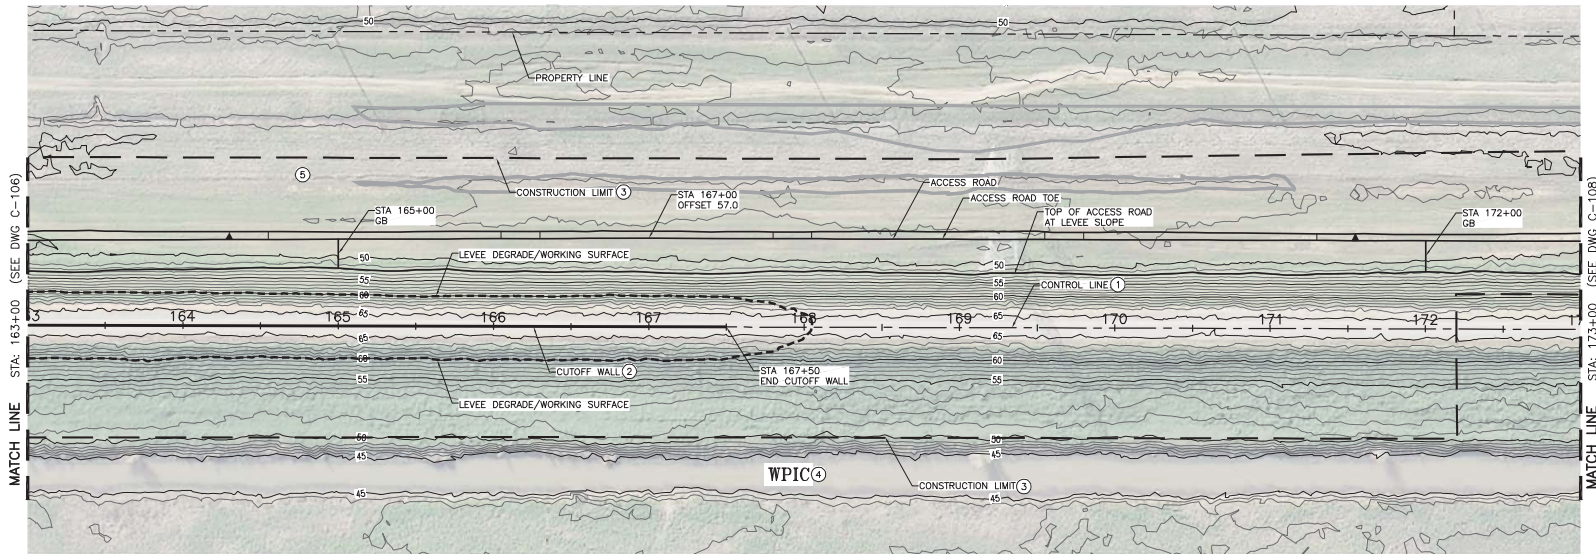 50
50
PROPERTY LINE
5
CONSTRUCTION LIMIT 3
STA 167+00
OFFSET 57.0
ACCESS ROAD
ACCESS ROAD TOE
STA 165+00
GB
TOP OF ACCESS ROAD
AT LEVEE SLOPE
STA 172+00
GB
LEVEE DEGRADE/WORKING SURFACE
50
50
55
55
60
60
CONTROL LINE 1
65
65
3 164 165 166 167 168 169 170 171 172
65
65
60
60
CUTOFF WALL 2
STA 167+50
END CUTOFF WALL
55
55
LEVEE DEGRADE/WORKING SURFACE
50
50
45
45
WPIC 4
CONSTRUCTION LIMIT 3
45
45
MATCH LINE STA: 163+00 (SEE DWG C-106)
MATCH LINE STA: 173+00 (SEE DWG C-108)